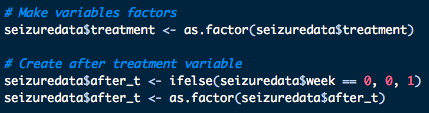 # Make variables factors
seizuredata$treatment <- as.factor(seizuredata$treatment)
# Create after treatment variable
seizuredata$after_t <- ifelse(seizuredata$week == 0, 0, 1)
seizuredata$after_t <- as.factor(seizuredata$after_t)